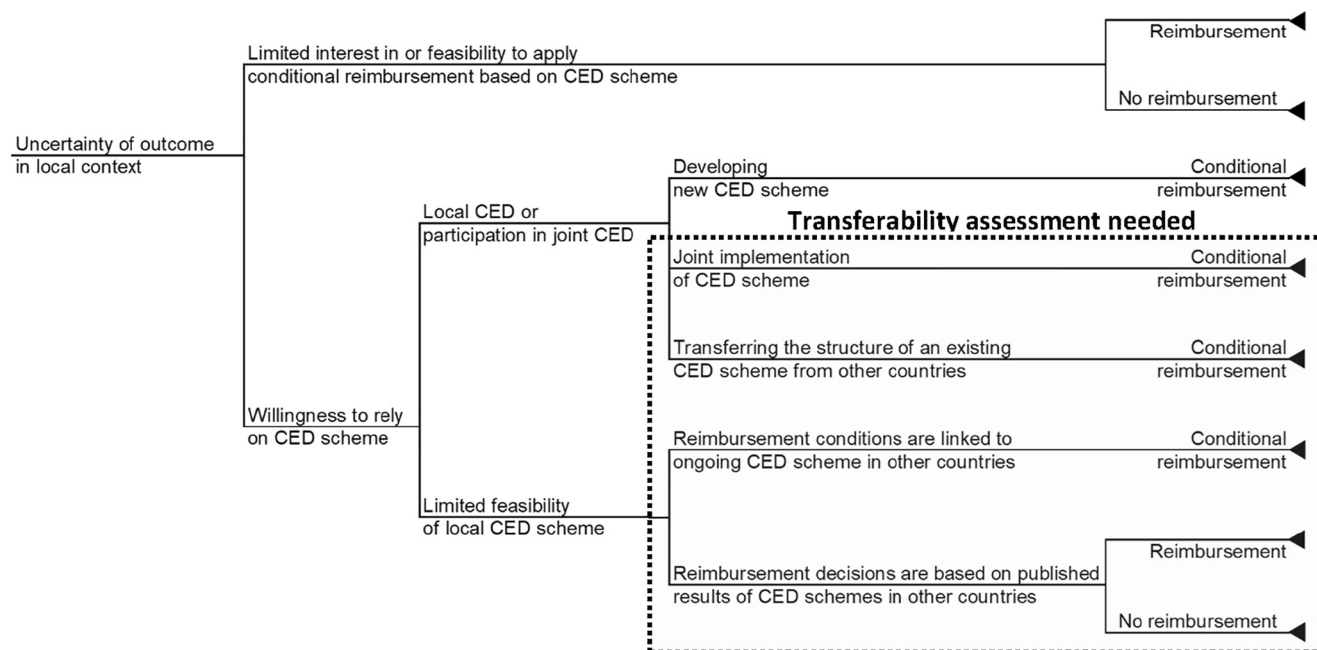 Limited interest in or feasibility to apply
conditional reimbursement based on CED scheme
Reimbursement
No reimbursement
Uncertainty of outcome
in local context
Developing
new CED scheme
Conditional
reimbursement
Local CED or
participation in joint CED
Transferability assessment needed
Joint implementation
of CED scheme
Conditional
reimbursement
Transferring the structure of an existing
CED scheme from other countries
Conditional
reimbursement
Willingness to rely
on CED scheme
Reimbursement conditions are linked to
ongoing CED scheme in other countries
Conditional
reimbursement
Limited feasibility
of local CED scheme
Reimbursement decisions are based on published
results of CED schemes in other countries
Reimbursement
No reimbursement